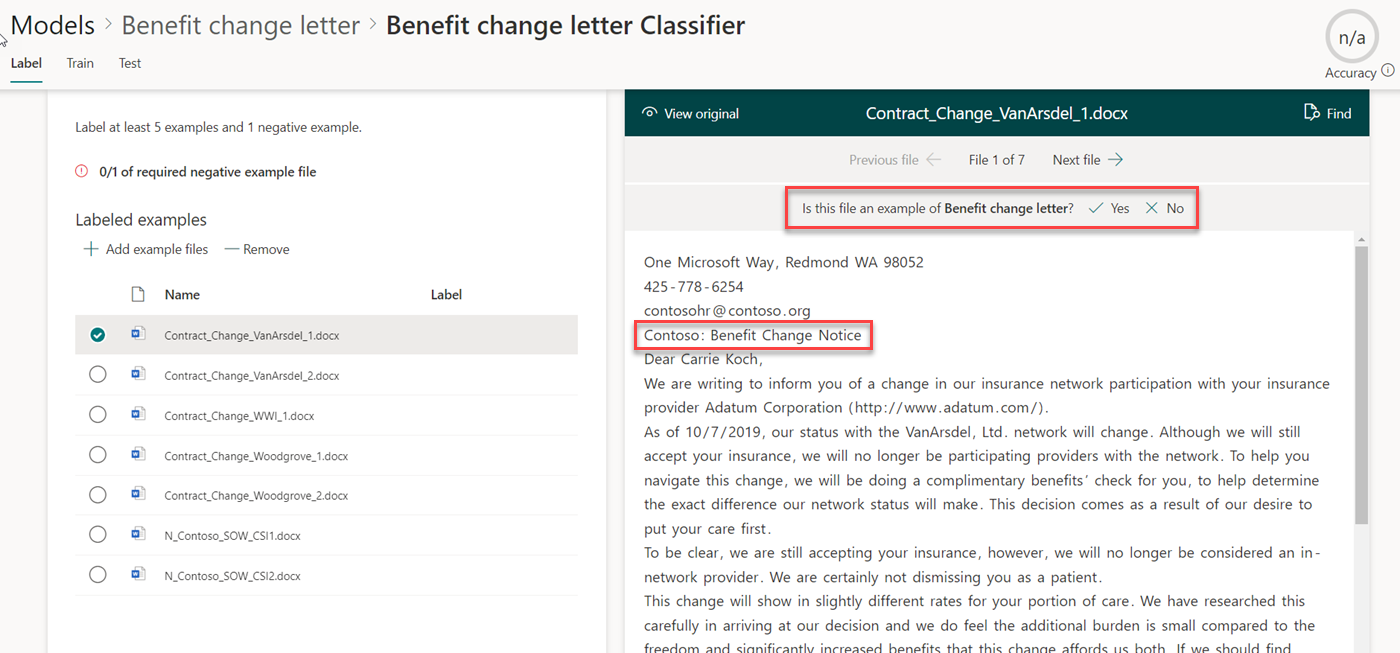 Models > Benefit change letter > Benefit change letter Classifier
n/a
Accuracy
Label Train Test
Label at least 5 examples and 1 negative example.
0/1 of required negative example file
Labeled examples
Add example files Remove
Name Label
Contract_Change_VanArsdel_1.docx
Contract_Change_VanArsdel_2.docx
Contract_Change_WWI_1.docx
Contract_Change_Woodgrove_1.docx
Contract_Change_Woodgrove_2.docx
N_Contoso_SOW_CSI1.docx
N_Contoso_SOW_CSI2.docx
View original Contract_Change_VanArsdel_1.docx Find
Previous file File 1 of 7 Next file
Is this file an example of Benefit change letter? Yes No
One Microsoft Way, Redmond WA 98052
425-778-6254
contosohr@contoso.org
Contoso: Benefit Change Notice
Dear Carrie Koch,
We are writing to inform you of a change in our insurance network participation with your insurance
provider Adatum Corporation (http://www.adatum.com/).
As of 10/7/2019, our status with the VanArsdel, Ltd. network will change. Although we will still
accept your insurance, we will no longer be participating providers with the network. To help you
navigate this change, we will be doing a complimentary benefits’ check for you, to help determine
the exact difference our network status will make. This decision comes as a result of our desire to
put your care first.
To be clear, we are still accepting your insurance, however, we will no longer be considered an in-
network provider. We are certainly not dismissing you as a patient.
This change will show in slightly different rates for your portion of care. We have researched this
carefully in arriving at our decision and we do feel the additional burden is small compared to the
freedom and significantly increased benefits that this change affords us both. If we should find